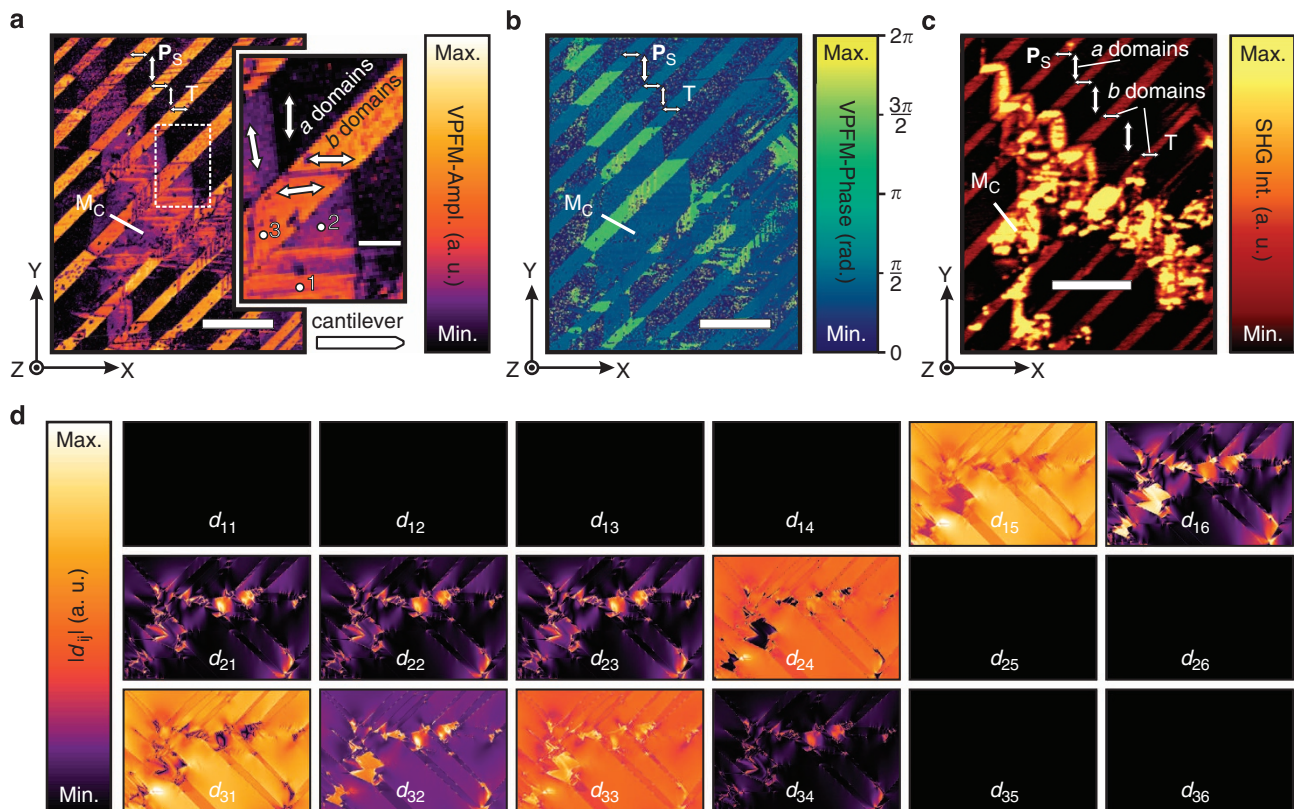 a
P_S
T
M_C
a domains
b domains
3
2
1
cantilever
Y
Z
X
Max.
VPFM-Ampl. (a. u.)
Min.
b
P_S
T
M_C
Y
Z
X
Max.
VPFM-Phase (rad.)
Min.
2π
3π
2
π
π
2
0
c
P_S
a domains
b domains
T
M_C
Y
Z
X
Max.
SHG Int. (a. u.)
Min.
d
Max.
|d_ij| (a. u.)
Min.
d_11
d_12
d_13
d_14
d_15
d_16
d_21
d_22
d_23
d_24
d_25
d_26
d_31
d_32
d_33
d_34
d_35
d_36